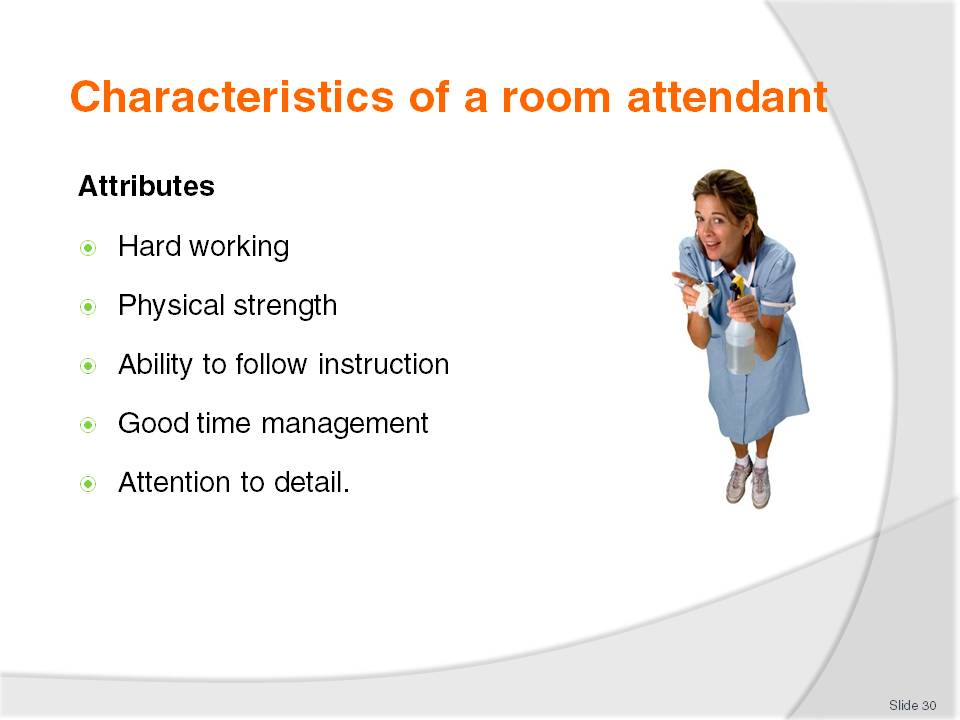 Characteristics of a room attendant
Attributes
Hard working
Physical strength
Ability to follow instruction
Good time management
Attention to detail.
Slide 30